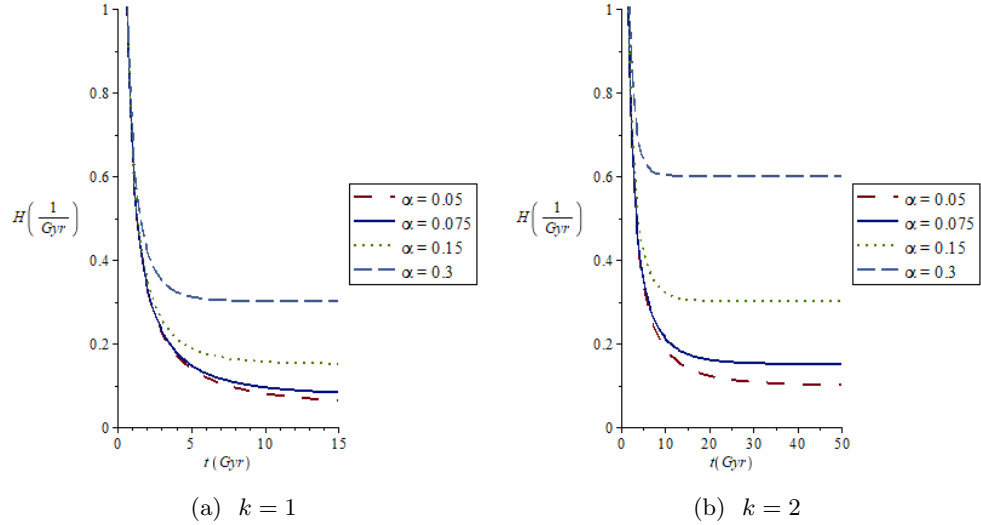 1
0.8
0.6
H(1/Gyr)
0.4
0.2
0
0 5 10 15
t (Gyr)
α = 0.05
α = 0.075
α = 0.15
α = 0.3
(a) k = 1
1
0.8
0.6
H(1/Gyr)
0.4
0.2
0
0 10 20 30 40 50
t(Gyr)
α = 0.05
α = 0.075
α = 0.15
α = 0.3
(b) k = 2